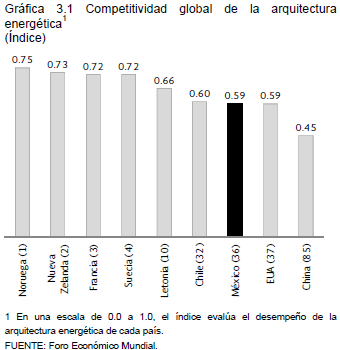 Gráfica 3.1 Competitividad global de la arquitectura
energética1
(Índice)
0.75
0.73
0.72
0.72
0.66
0.60
0.59
0.59
0.45
Noruega (1)
Nueva
Zelanda (2)
Francia (3)
Suecia (4)
Letonia (10)
Chile (32)
México (36)
EUA (37)
China (85)
1 En una escala de 0.0 a 1.0, el índice evalúa el desempeño de la
arquitectura energética de cada país.
FUENTE: Foro Económico Mundial.